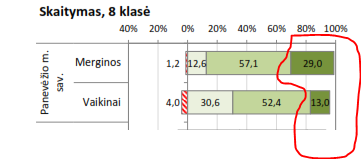 Skaitymas, 8 klasė
40% 20% 0% 20% 40% 60% 80% 100%
Panevėžio m. sav.
Merginos 1,2 12,6 57,1 29,0
Vaikinai 4,0 30,6 52,4 13,0